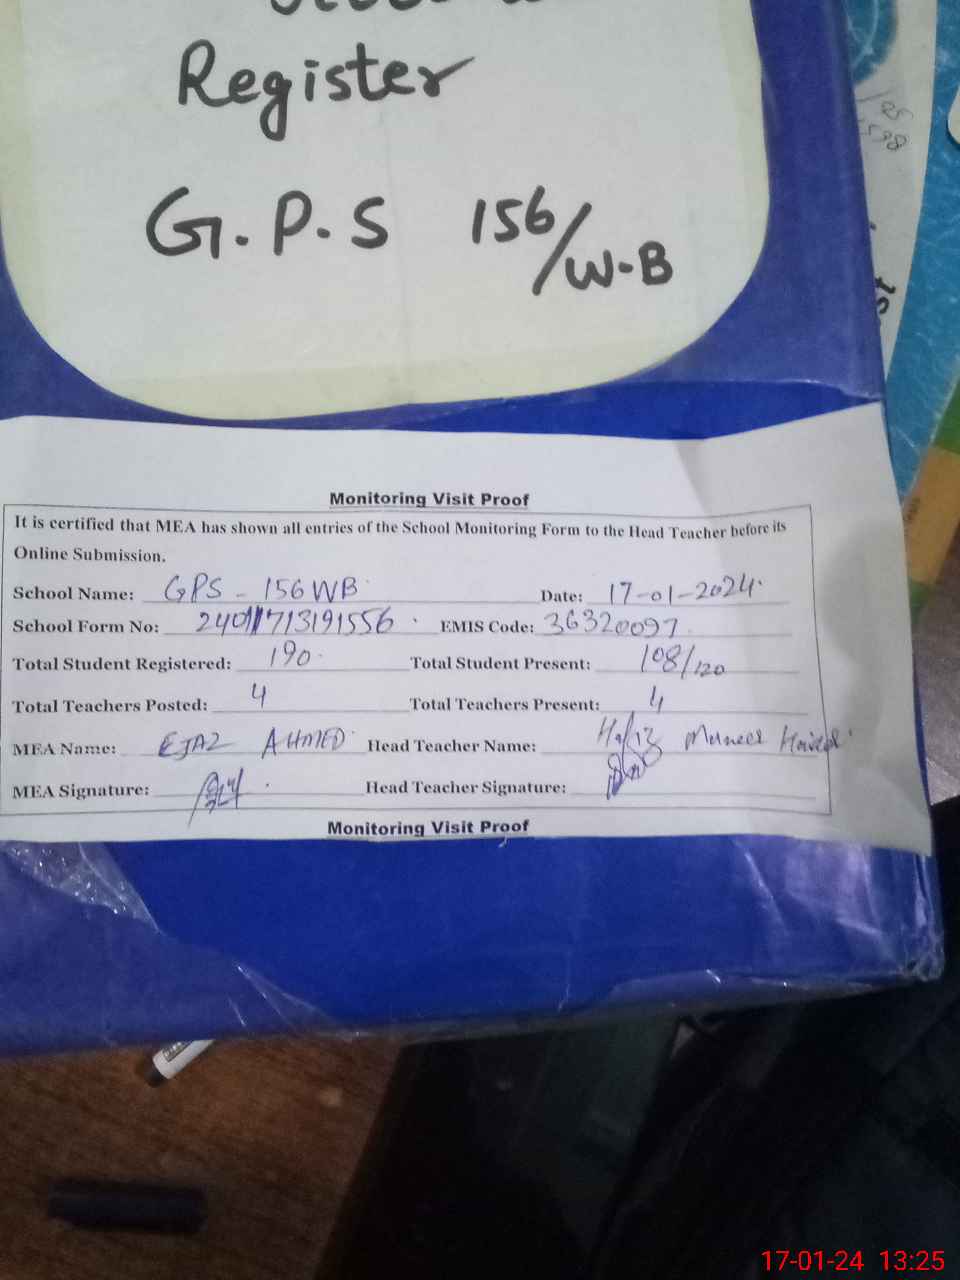 Register
G.P.S 156/W-B
Monitoring Visit Proof
It is certified that MEA has shown all entries of the School Monitoring Form to the Head Teacher before its
Online Submission.
School Name: GPS - 156 WB Date: 17-01-2024
School Form No: EMIS Code: 36320097
Total Student Registered: 190 Total Student Present: 108/120
Total Teachers Posted: 4 Total Teachers Present: 4
MEA Name: EJAZ AHMED Head Teacher Name: Hafiz Muneer
MEA Signature: Head Teacher Signature:
Monitoring Visit Proof
17-01-24 13:25